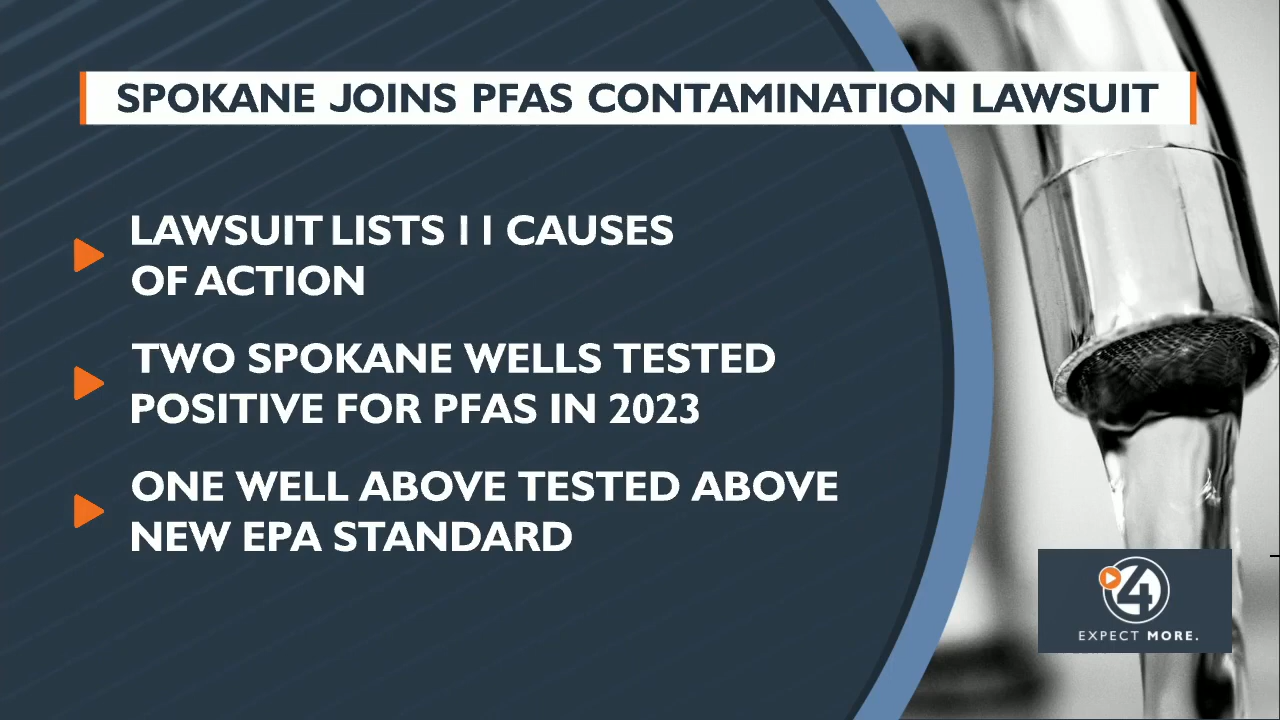 SPOKANE JOINS PFAS CONTAMINATION LAWSUIT
LAWSUIT LISTS 11 CAUSES
OF ACTION
TWO SPOKANE WELLS TESTED
POSITIVE FOR PFAS IN 2023
ONE WELL ABOVE TESTED ABOVE
NEW EPA STANDARD
4
EXPECT MORE.